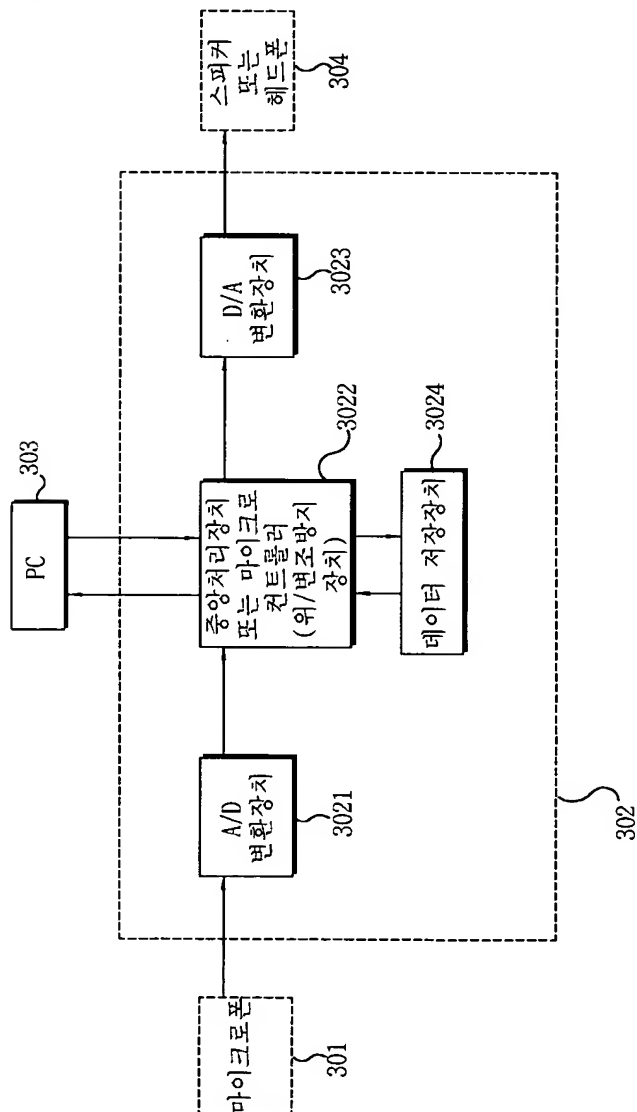 PC
303
마이크로폰
301
A/D
변환장치
3021
중앙처리장치
또는 마이크로
컨트롤러
(위/변조방지
장치)
3022
D/A
변환장치
3023
스피커
또는
헤드폰
304
데이터 저장장치
3024
302